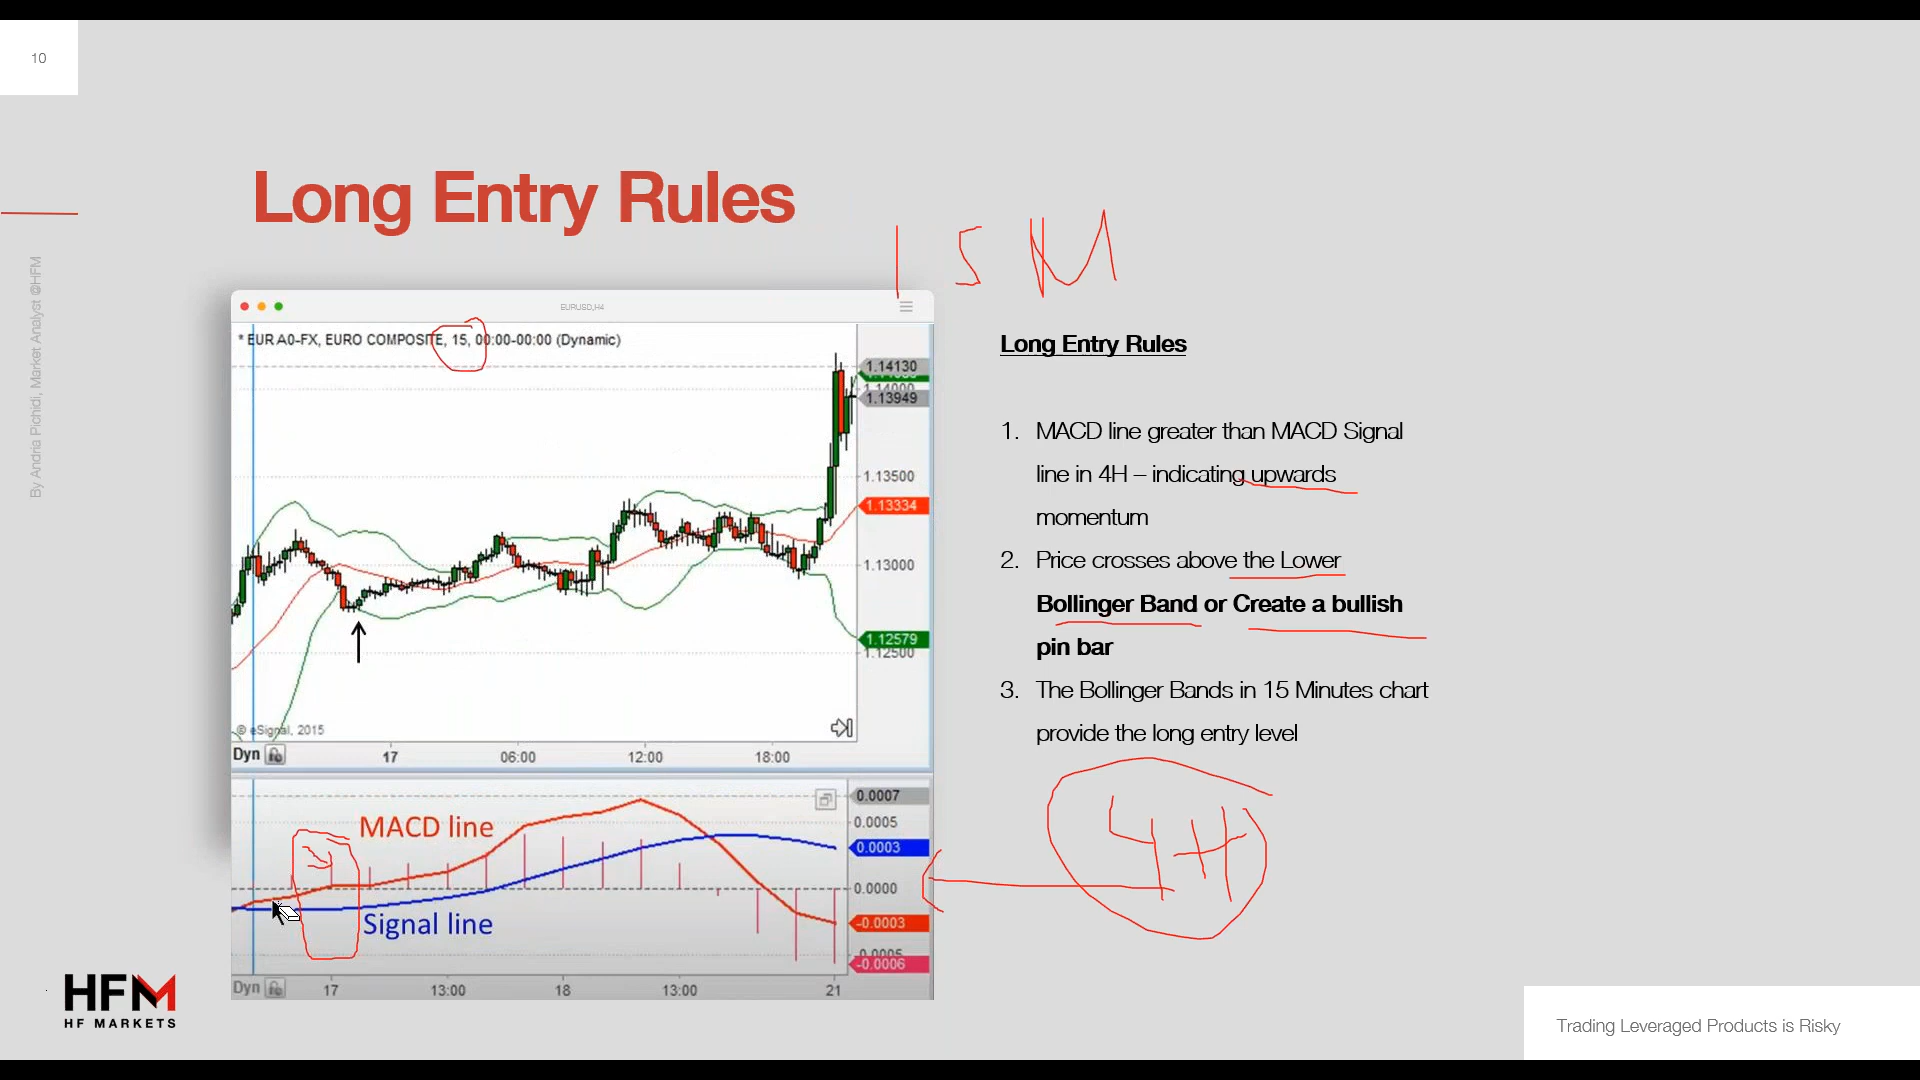 10
By Andria Pichidi, Market Analyst @HFM
Long Entry Rules
15M
EURUSD,H4
* EUR A0-FX, EURO COMPOSITE, 15, 00:00-00:00 (Dynamic)
1.14130
1.14000
1.13949
1.13500
1.13334
1.13000
1.12579
1.12500
© eSignal, 2015
Dyn
17
06:00
12:00
18:00
MACD line
Signal line
0.0007
0.0005
0.0003
0.0000
-0.0003
-0.0005
-0.0006
Dyn
17
13:00
18
13:00
21
Long Entry Rules
1. MACD line greater than MACD Signal
line in 4H – indicating upwards
momentum
2. Price crosses above the Lower
Bollinger Band or Create a bullish
pin bar
3. The Bollinger Bands in 15 Minutes chart
provide the long entry level
4H
HFM
HF MARKETS
Trading Leveraged Products is Risky